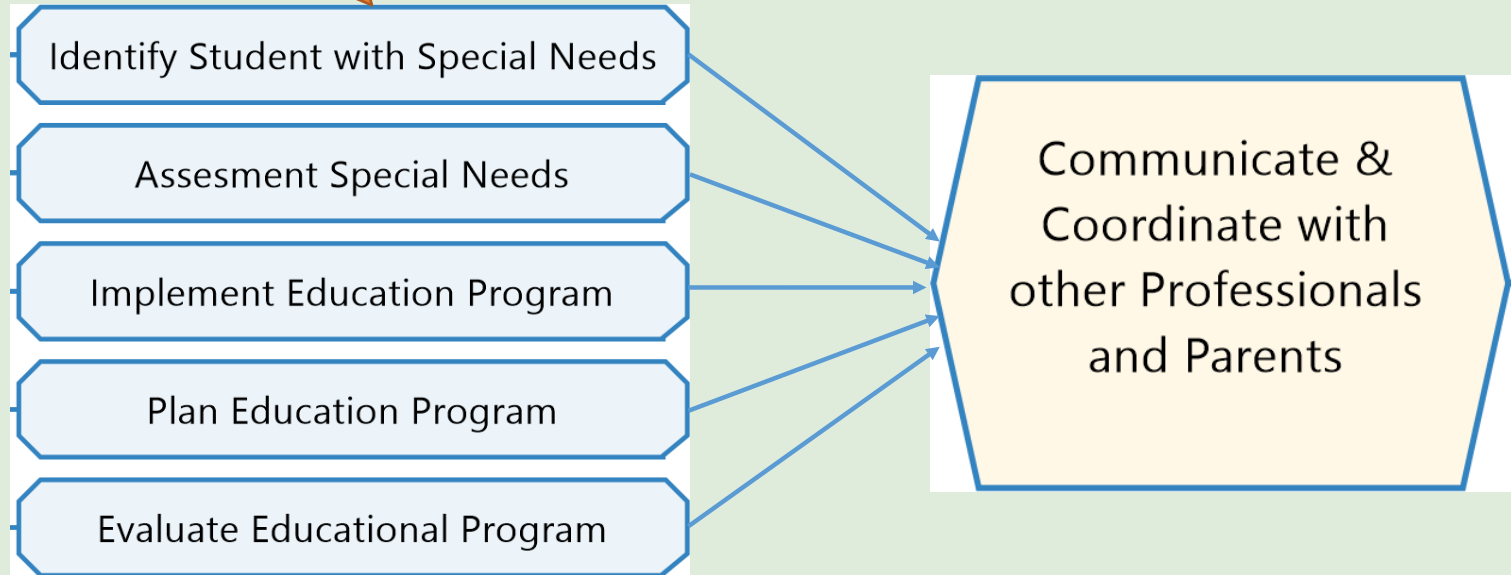 Identify Student with Special Needs
Assesment Special Needs
Implement Education Program
Plan Education Program
Evaluate Educational Program
Communicate &
Coordinate with
other Professionals
and Parents